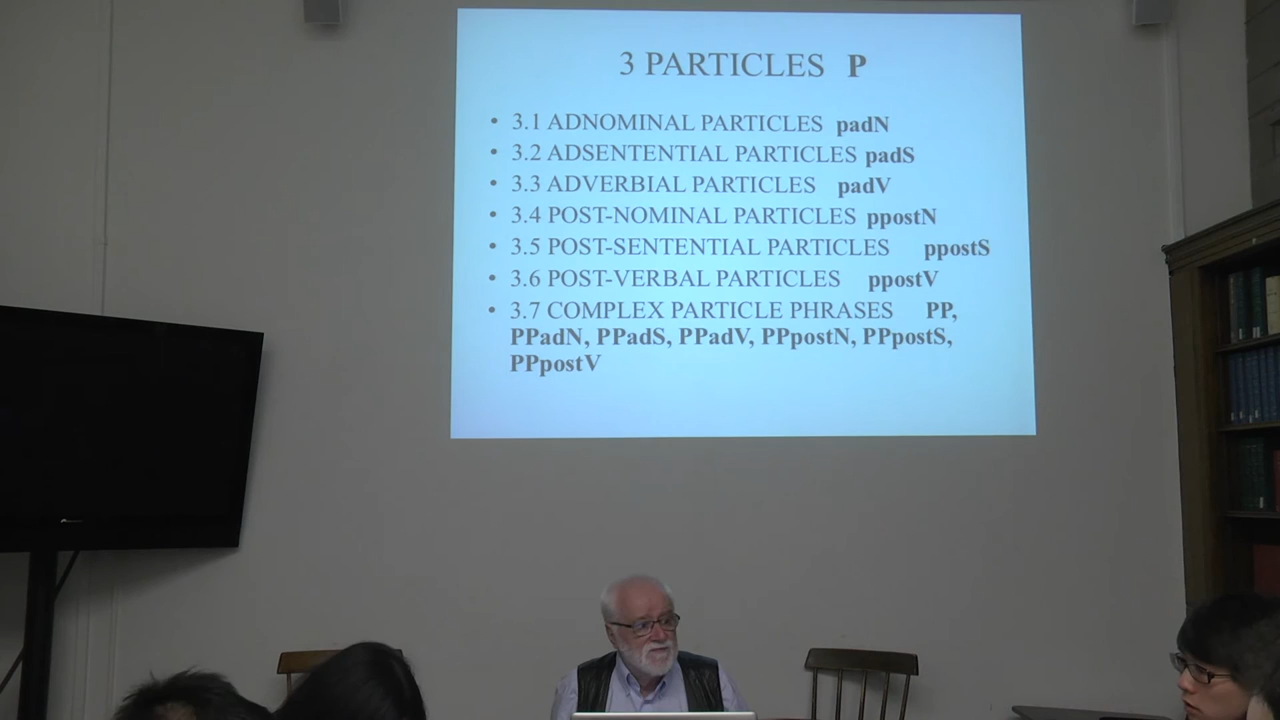 3 PARTICLES P
• 3.1 ADNOMINAL PARTICLES padN
• 3.2 ADSENTENTIAL PARTICLES padS
• 3.3 ADVERBIAL PARTICLES padV
• 3.4 POST-NOMINAL PARTICLES ppostN
• 3.5 POST-SENTENTIAL PARTICLES ppostS
• 3.6 POST-VERBAL PARTICLES ppostV
• 3.7 COMPLEX PARTICLE PHRASES PP,
PPadN, PPadS, PPadV, PPpostN, PPpostS,
PPpostV